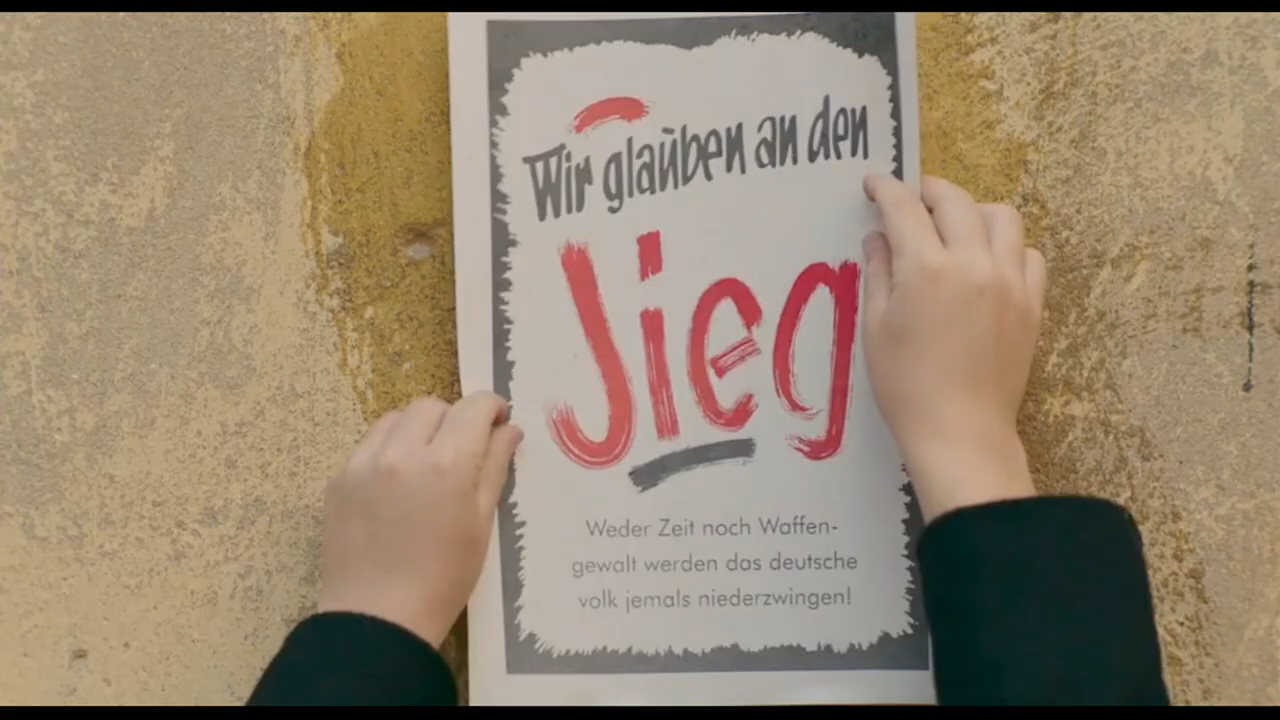 Wir glauben an den
Sieg
Weder Zeit noch Waffen-
gewalt werden das deutsche
volk jemals niederzwingen!